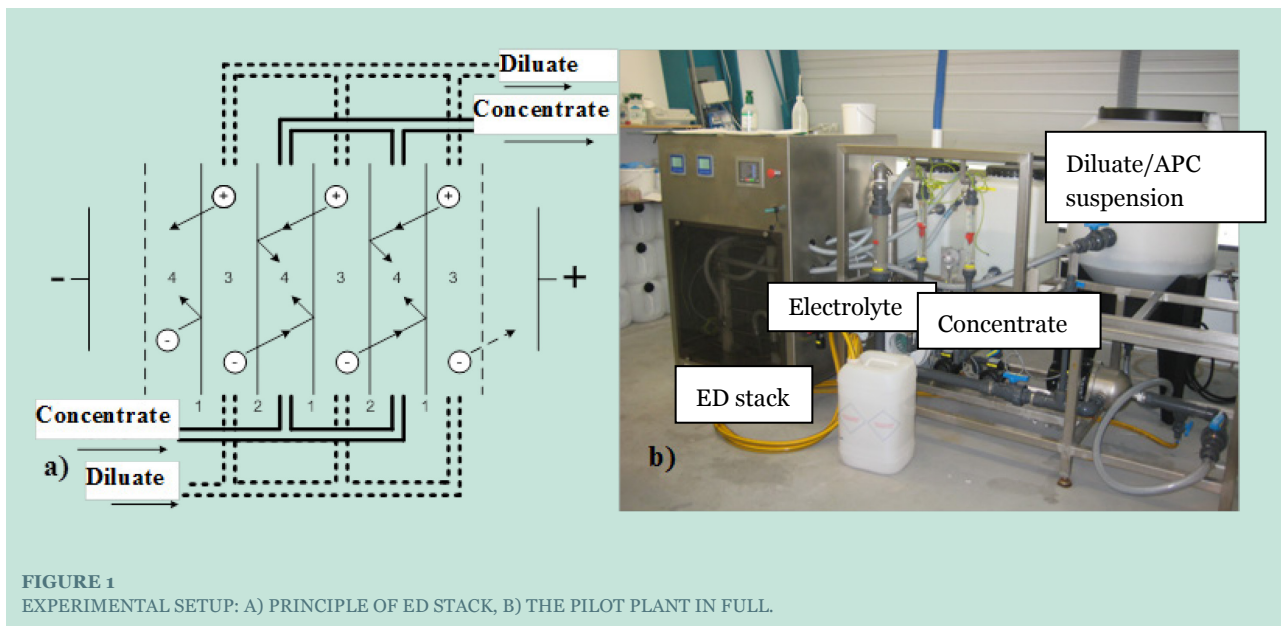 Diluate
Concentrate
+ + +
- 4 3 4 3 4 3 +
- - - -
1 2 1 2 1
Concentrate
a)
Diluate
Diluate/APC
suspension
Electrolyte
Concentrate
ED stack
b)
FIGURE 1
EXPERIMENTAL SETUP: A) PRINCIPLE OF ED STACK, B) THE PILOT PLANT IN FULL.